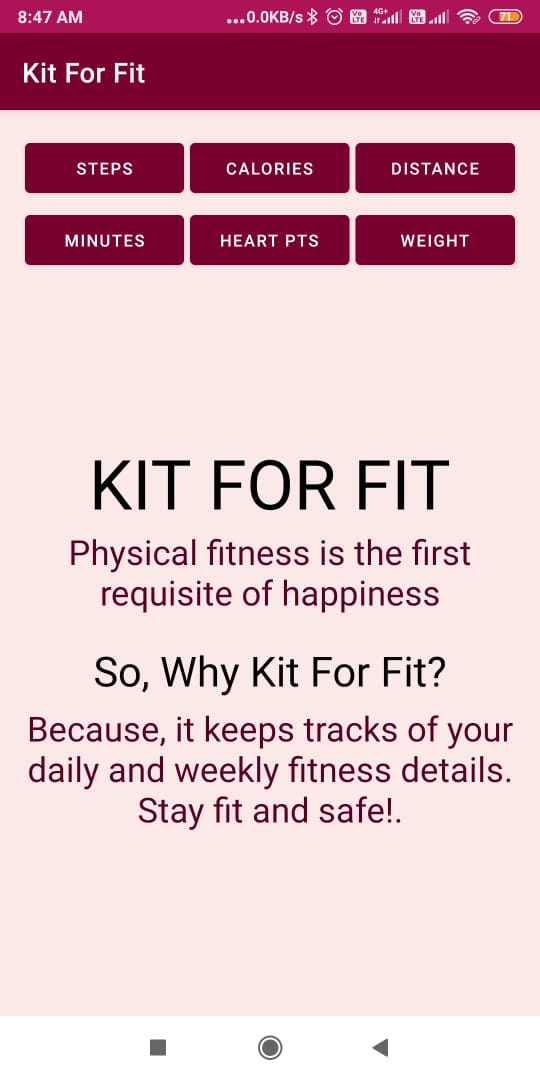 8:47 AM ...0.0KB/s Vo LTE 4G+ Vo LTE 71
Kit For Fit
STEPS CALORIES DISTANCE
MINUTES HEART PTS WEIGHT
KIT FOR FIT
Physical fitness is the first
requisite of happiness
So, Why Kit For Fit?
Because, it keeps tracks of your
daily and weekly fitness details.
Stay fit and safe!.